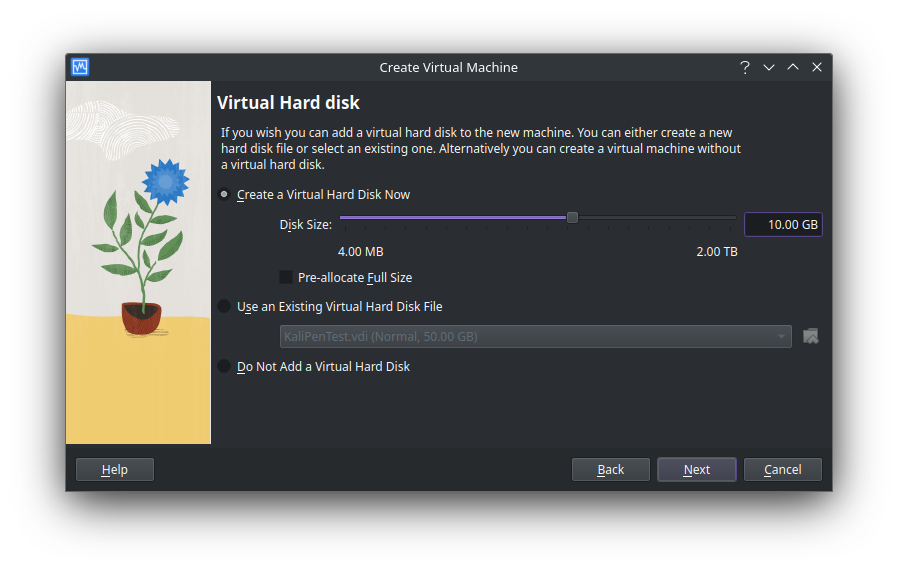 Create Virtual Machine
Virtual Hard disk
If you wish you can add a virtual hard disk to the new machine. You can either create a new
hard disk file or select an existing one. Alternatively you can create a virtual machine without
a virtual hard disk.
Create a Virtual Hard Disk Now
Disk Size:
10.00 GB
4.00 MB
2.00 TB
Pre-allocate Full Size
Use an Existing Virtual Hard Disk File
KaliPenTest.vdi (Normal, 50.00 GB)
Do Not Add a Virtual Hard Disk
Help
Back
Next
Cancel